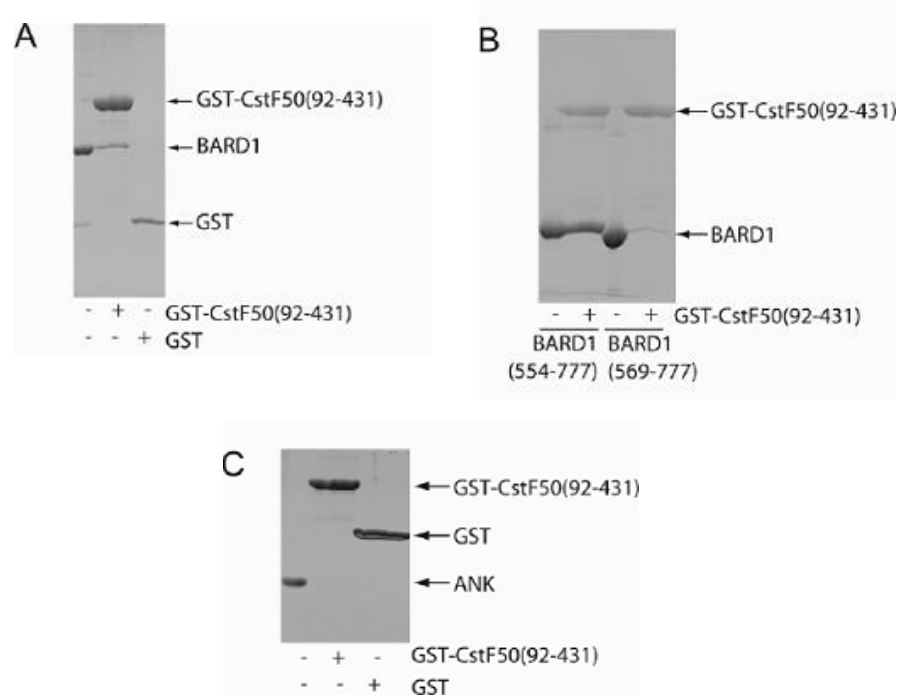 A
GST-CstF50(92-431)
BARD1
GST
- + - GST-CstF50(92-431)
- - + GST
B
GST-CstF50(92-431)
BARD1
- + - + GST-CstF50(92-431)
BARD1 BARD1
(554-777) (569-777)
C
GST-CstF50(92-431)
GST
ANK
- + - GST-CstF50(92-431)
- - + GST